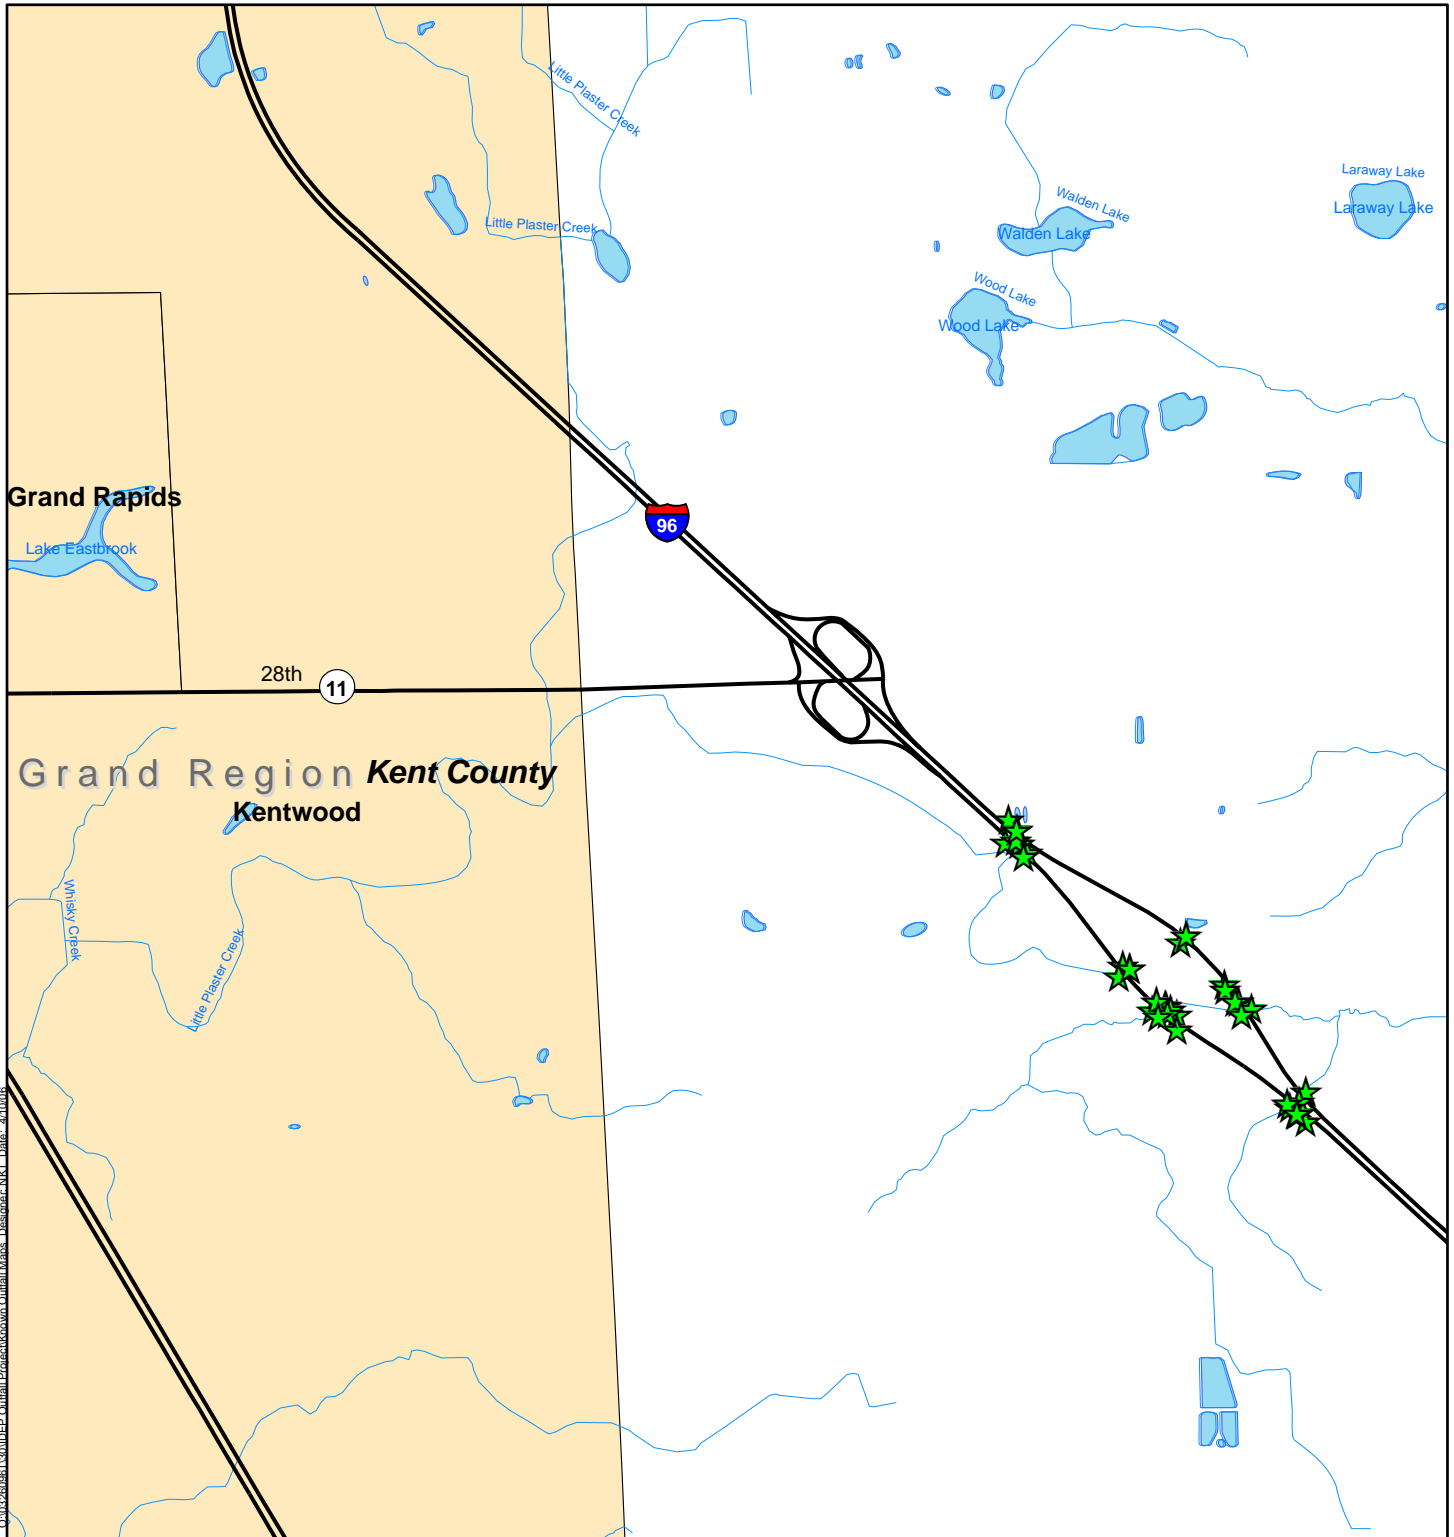 Little Plaster Creek
Laraway Lake
Laraway Lake
Walden Lake
Walden Lake
Little Plaster Creek
Wood Lake
Wood Lake
Grand Rapids
96
Lake Eastbrook
28th
11
Grand Region
Kent County
Kentwood
Whisky Creek
Little Plaster Creek